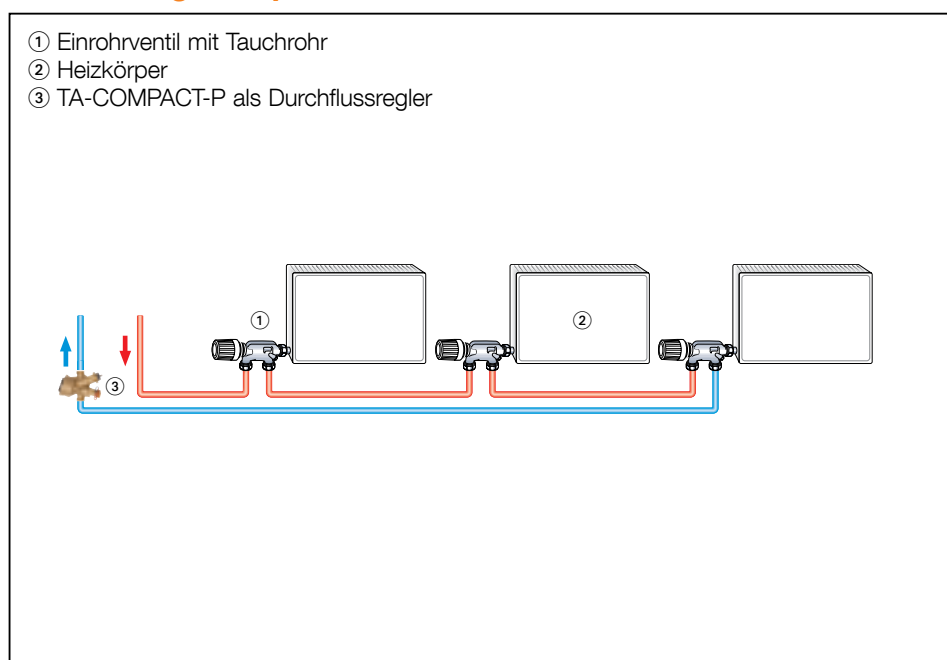 ① Einrohrventil mit Tauchrohr
② Heizkörper
③ TA-COMPACT-P als Durchflussregler
① ②
③